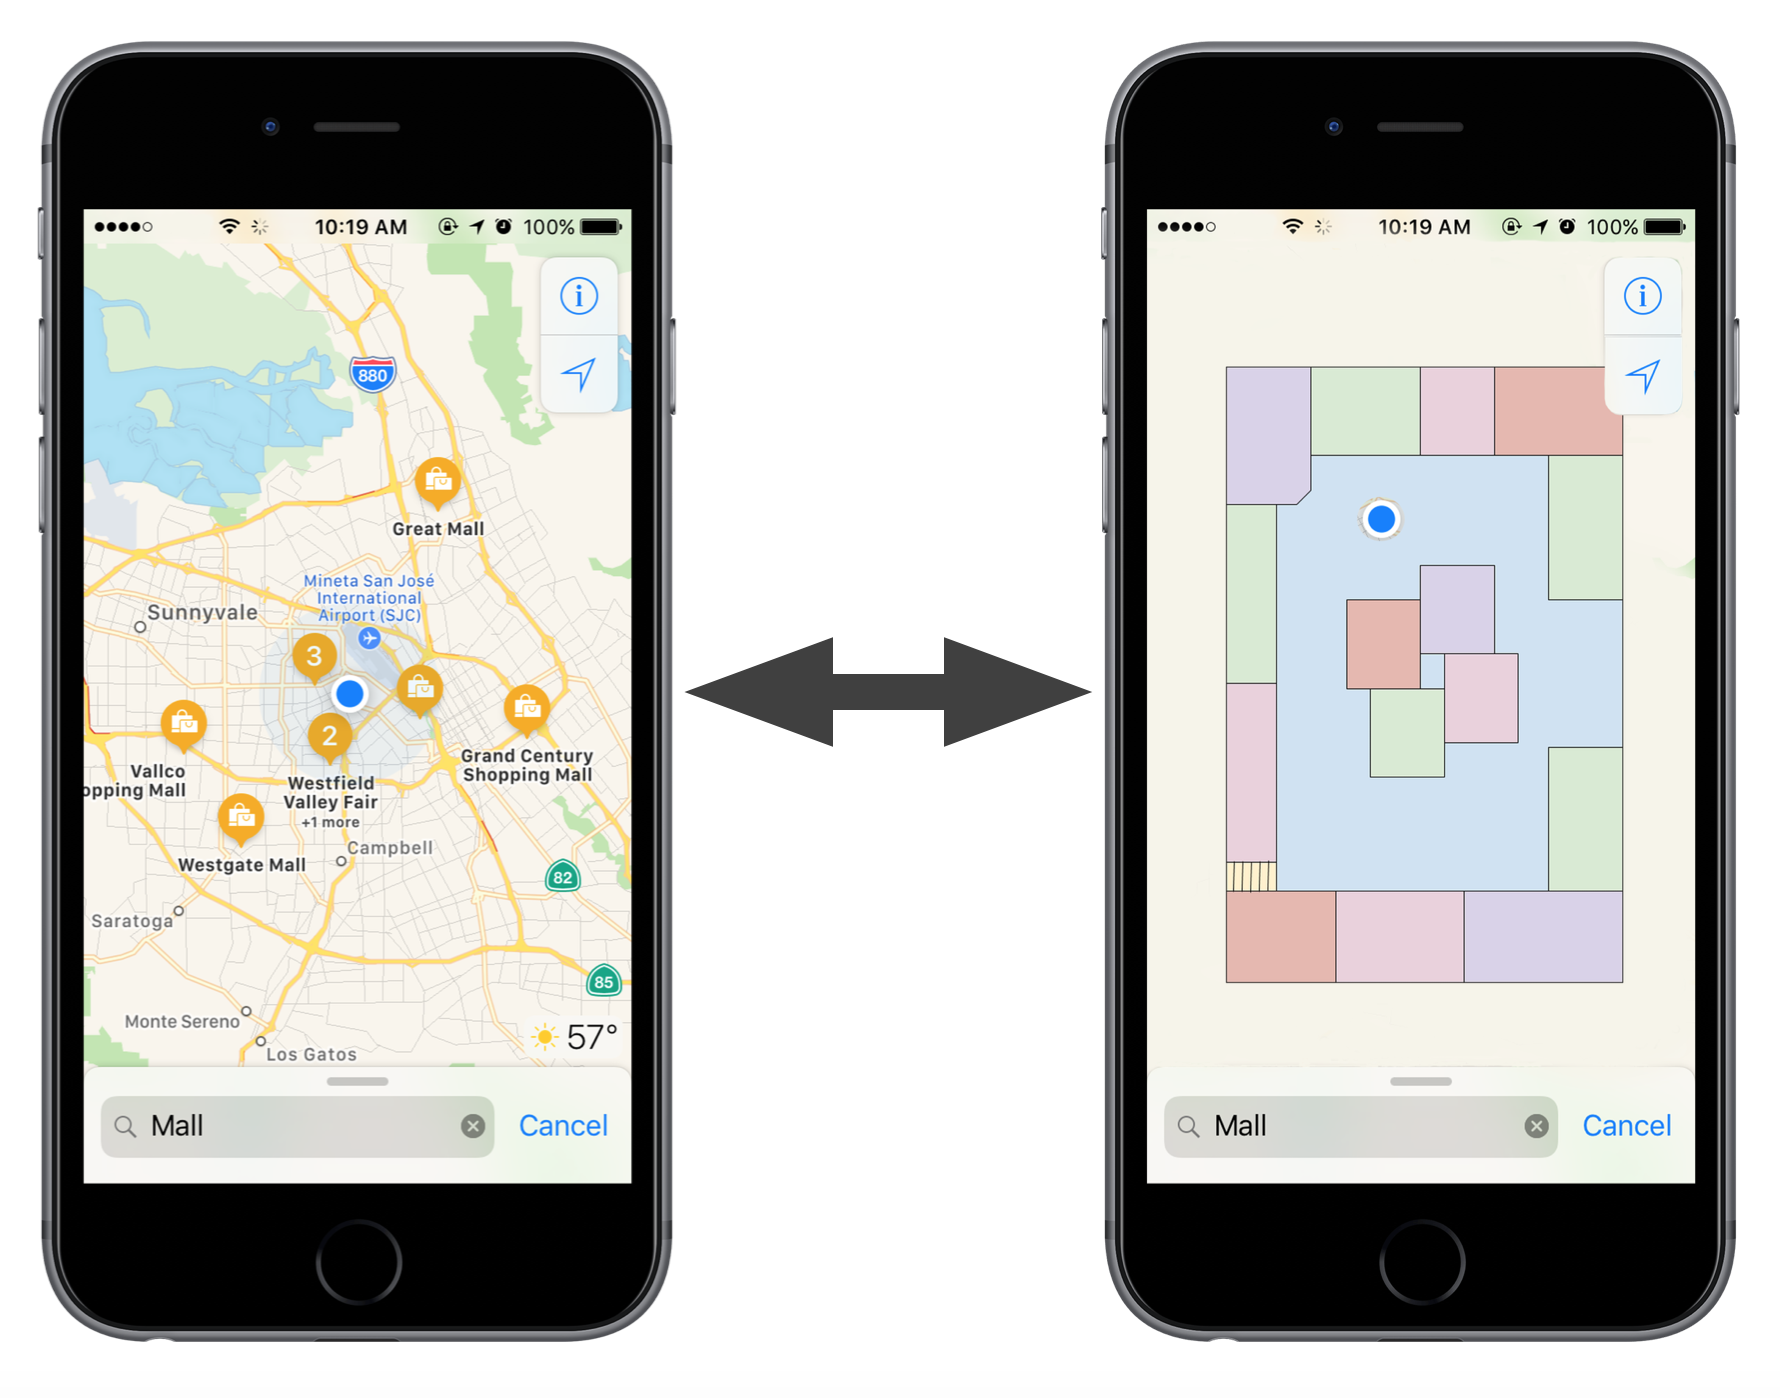 10:19 AM
100%
880
Great Mall
Mineta San José
International
Airport (SJC)
Sunnyvale
3
2
Vallco
opping Mall
Westfield
Valley Fair
+1 more
Grand Century
Shopping Mall
Westgate Mall
Campbell
82
Saratoga
85
Monte Sereno
Los Gatos
57°
Mall
Cancel
10:19 AM
100%
Mall
Cancel